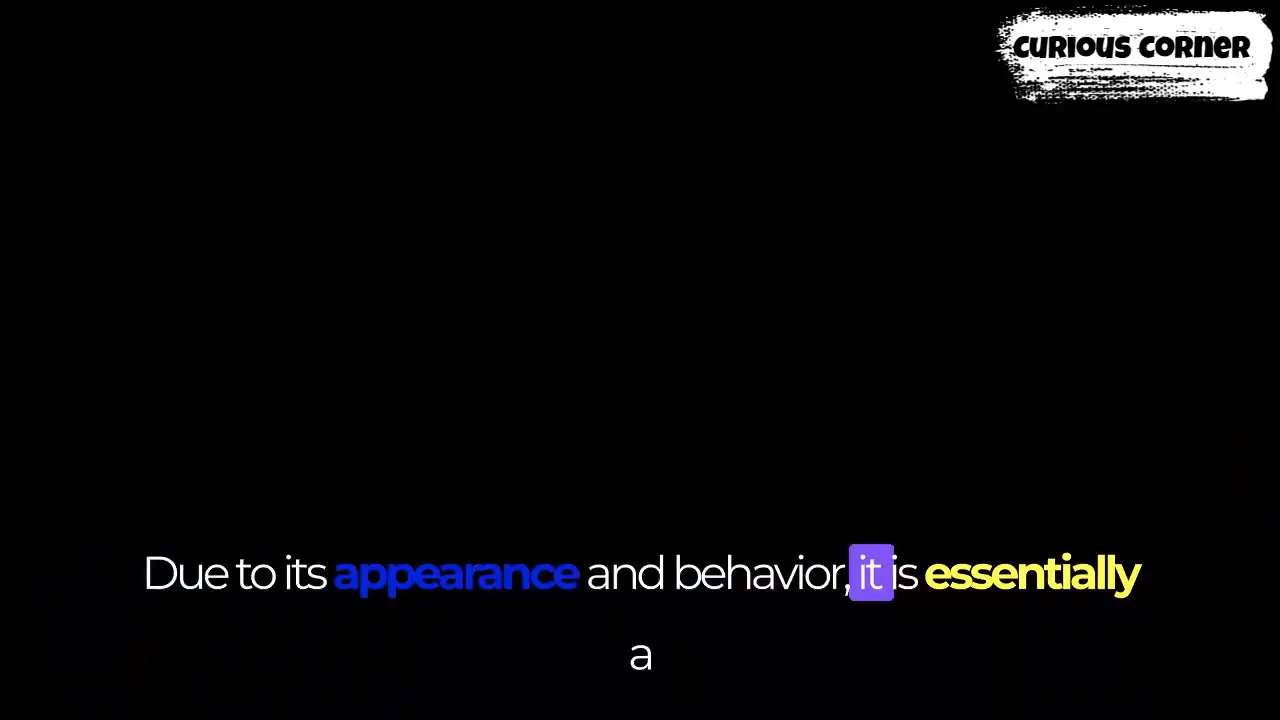 CURIOUS CORNER
Due to its appearance and behavior, it is essentially
a